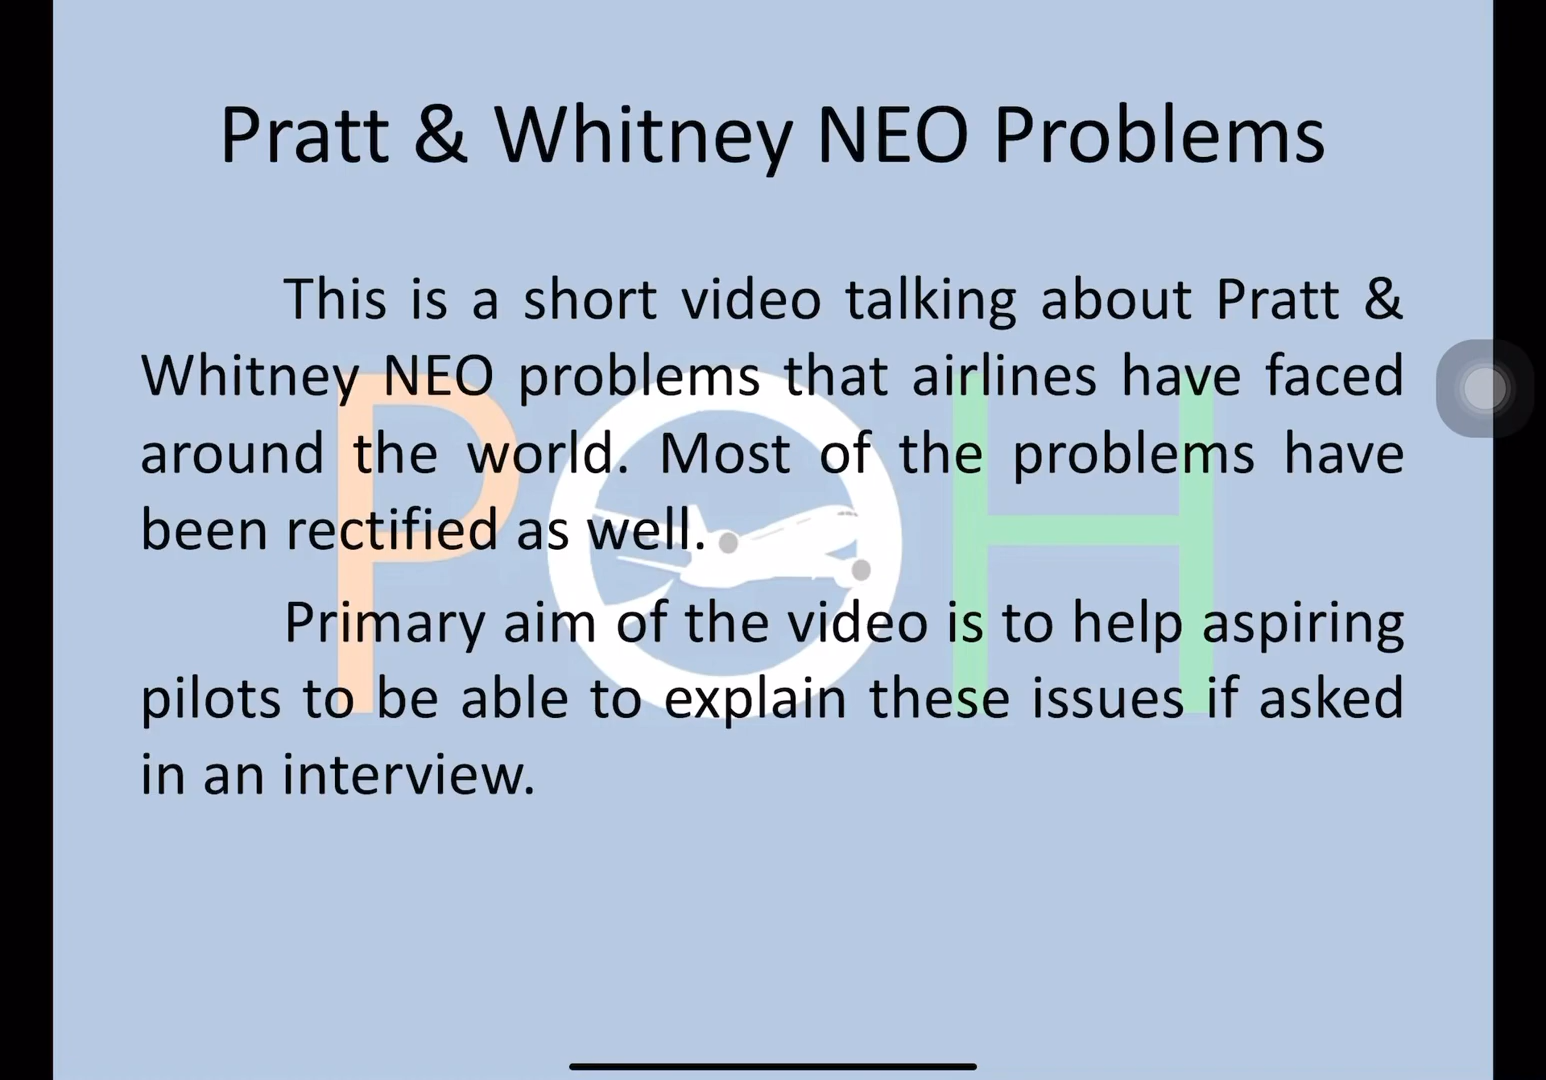 Pratt & Whitney NEO Problems
This is a short video talking about Pratt &
Whitney NEO problems that airlines have faced
around the world. Most of the problems have
been rectified as well.
Primary aim of the video is to help aspiring
pilots to be able to explain these issues if asked
in an interview.
POH